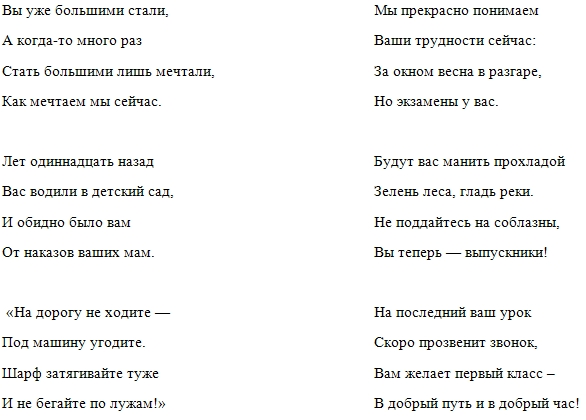 Вы уже большими стали,
А когда-то много раз
Стать большими лишь мечтали,
Как мечтаем мы сейчас.
Лет одиннадцать назад
Вас водили в детский сад,
И обидно было вам
От наказов ваших мам.
«На дорогу не ходите —
Под машину угодите.
Шарф затягивайте туже
И не бегайте по лужам!»
Мы прекрасно понимаем
Ваши трудности сейчас:
За окном весна в разгаре,
Но экзамены у вас.
Будут вас манить прохладой
Зелень леса, гладь реки.
Не поддайтесь на соблазны,
Вы теперь — выпускники!
На последний ваш урок
Скоро прозвенит звонок,
Вам желает первый класс –
В добрый путь и в добрый час!